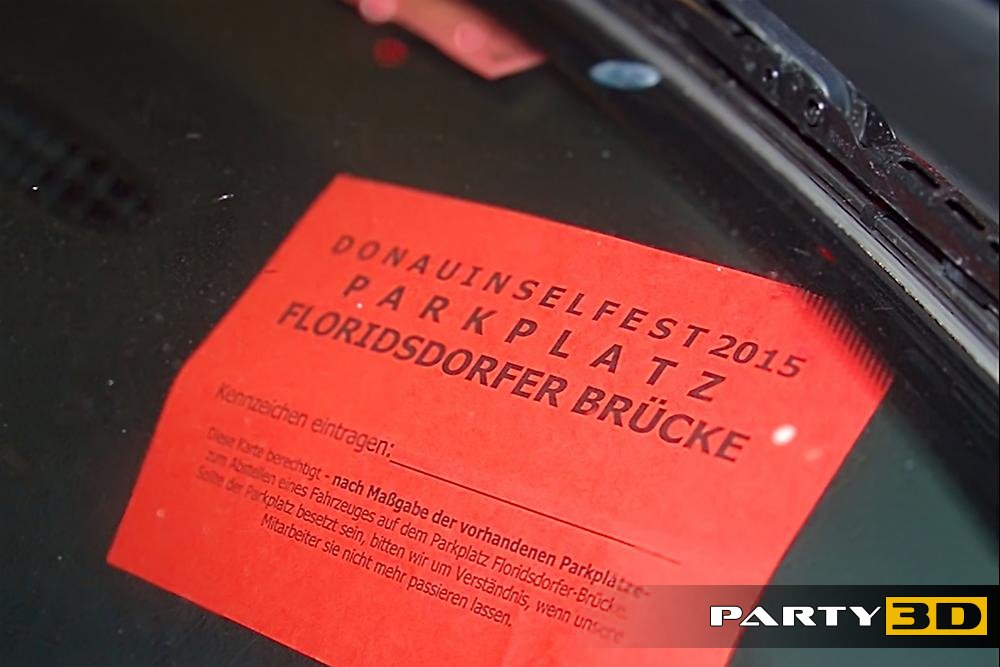 DONAUINSELFEST 2015
PARKPLATZ
FLORIDSDORFER BRÜCKE
Kennzeichen eintragen:
Diese Karte berechtigt - nach Maßgabe der vorhandenen Parkplätze-
zum Abstellen eines Fahrzeuges auf dem Parkplatz Floridsdorfer-Brücke.
Sollte der Parkplatz besetzt sein, bitten wir um Verständnis, wenn unsere
Mitarbeiter sie nicht mehr passieren lassen.
PARTY 3D